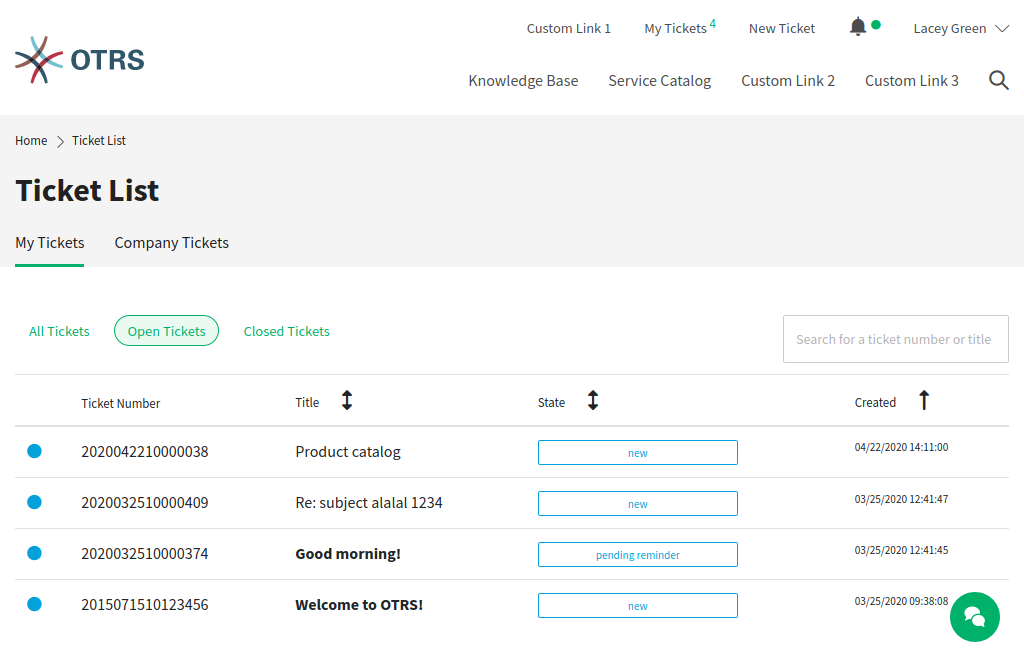 Custom Link 1 My Tickets 4 New Ticket Lacey Green
OTRS
Knowledge Base Service Catalog Custom Link 2 Custom Link 3
Home Ticket List
Ticket List
My Tickets Company Tickets
All Tickets Open Tickets Closed Tickets Search for a ticket number or title
Ticket Number Title State Created
2020042210000038 Product catalog new 04/22/2020 14:11:00
2020032510000409 Re: subject alalal 1234 new 03/25/2020 12:41:47
2020032510000374 Good morning! pending reminder 03/25/2020 12:41:45
2015071510123456 Welcome to OTRS! new 03/25/2020 09:38:08